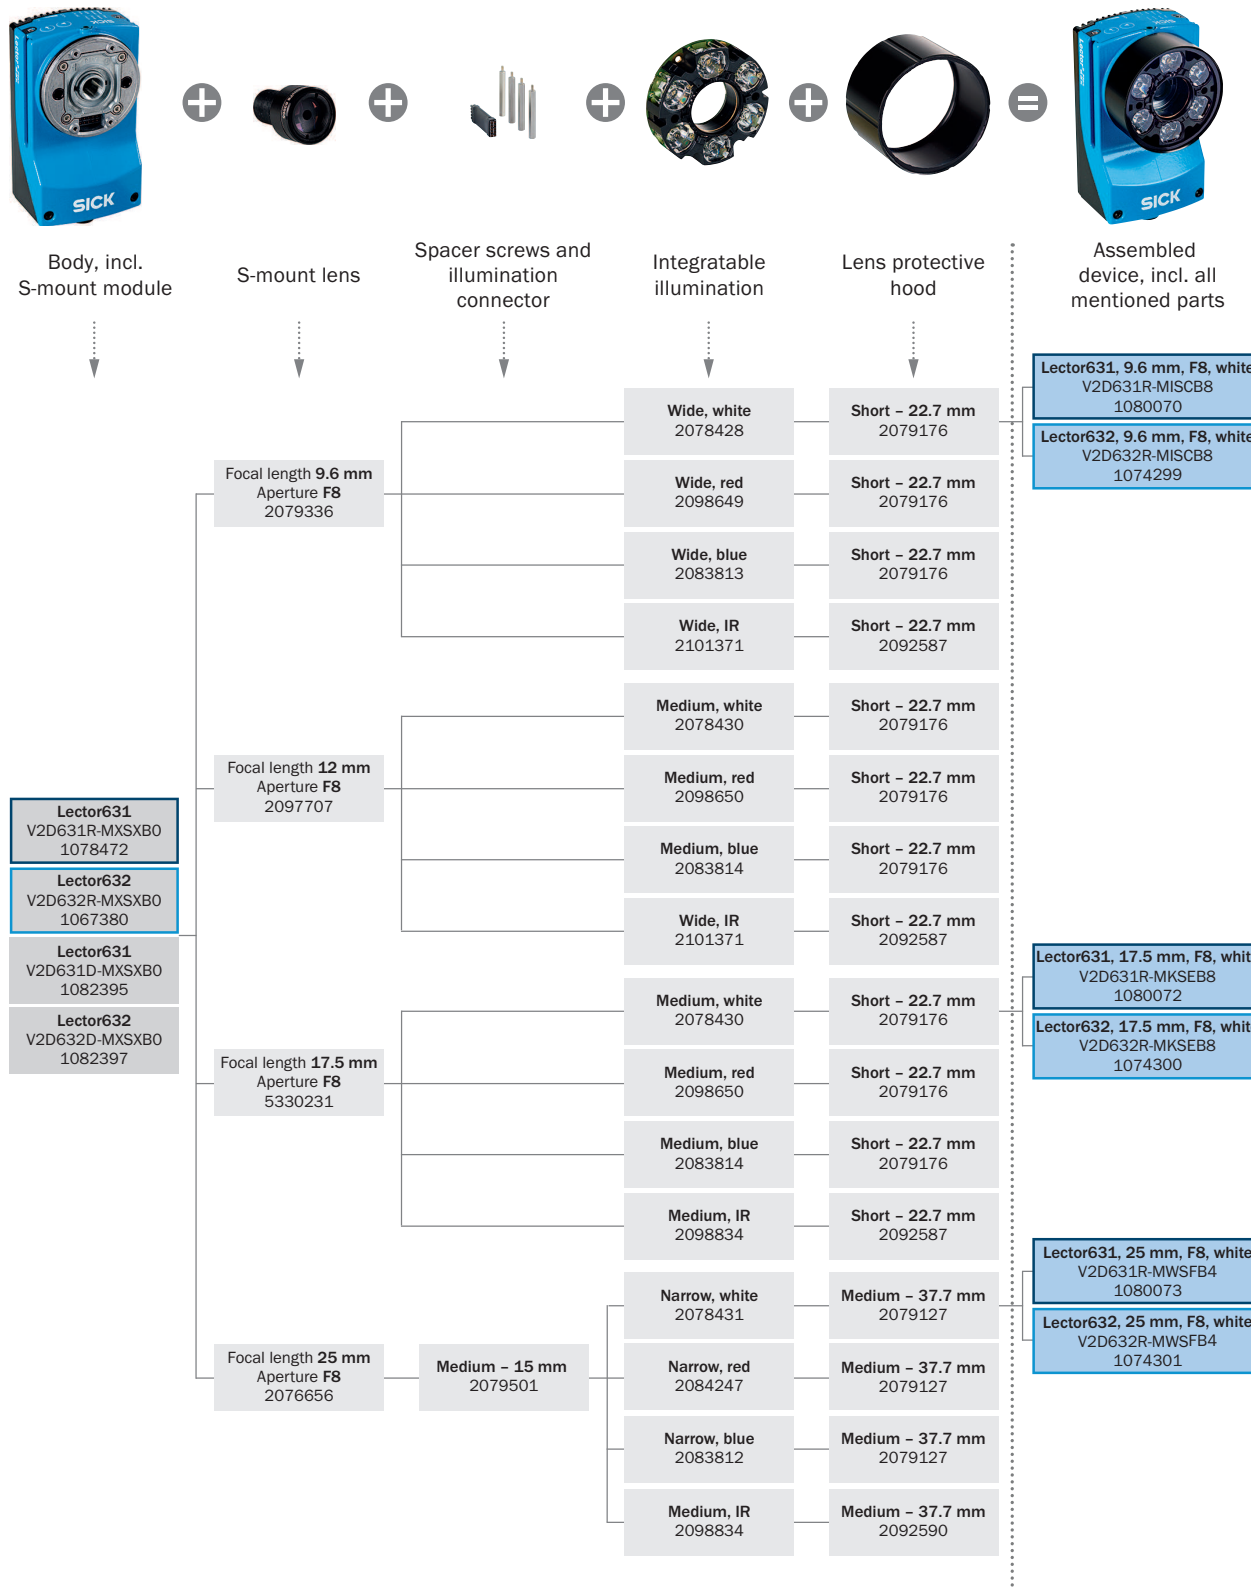 SICK
SICK
Body, incl.
S-mount module
S-mount lens
Spacer screws and
illumination
connector
Integratable
illumination
Lens protective
hood
Assembled
device, incl. all
mentioned parts
Lector631
V2D631R-MXSXB0
1078472
Lector632
V2D632R-MXSXB0
1067380
Lector631
V2D631D-MXSXB0
1082395
Lector632
V2D632D-MXSXB0
1082397
Focal length 9.6 mm
Aperture F8
2079336
Wide, white
2078428
Short – 22.7 mm
2079176
Lector631, 9.6 mm, F8, white
V2D631R-MISCB8
1080070
Lector632, 9.6 mm, F8, white
V2D632R-MISCB8
1074299
Wide, red
2098649
Short – 22.7 mm
2079176
Wide, blue
2083813
Short – 22.7 mm
2079176
Wide, IR
2101371
Short – 22.7 mm
2092587
Focal length 12 mm
Aperture F8
2097707
Medium, white
2078430
Short – 22.7 mm
2079176
Medium, red
2098650
Short – 22.7 mm
2079176
Medium, blue
2083814
Short – 22.7 mm
2079176
Wide, IR
2101371
Short – 22.7 mm
2092587
Focal length 17.5 mm
Aperture F8
5330231
Medium, white
2078430
Short – 22.7 mm
2079176
Lector631, 17.5 mm, F8, whit
V2D631R-MKSEB8
1080072
Lector632, 17.5 mm, F8, whit
V2D632R-MKSEB8
1074300
Medium, red
2098650
Short – 22.7 mm
2079176
Medium, blue
2083814
Short – 22.7 mm
2079176
Medium, IR
2098834
Short – 22.7 mm
2092587
Focal length 25 mm
Aperture F8
2076656
Medium – 15 mm
2079501
Narrow, white
2078431
Medium – 37.7 mm
2079127
Lector631, 25 mm, F8, white
V2D631R-MWSFB4
1080073
Lector632, 25 mm, F8, white
V2D632R-MWSFB4
1074301
Narrow, red
2084247
Medium – 37.7 mm
2079127
Narrow, blue
2083812
Medium – 37.7 mm
2079127
Medium, IR
2098834
Medium – 37.7 mm
2092590